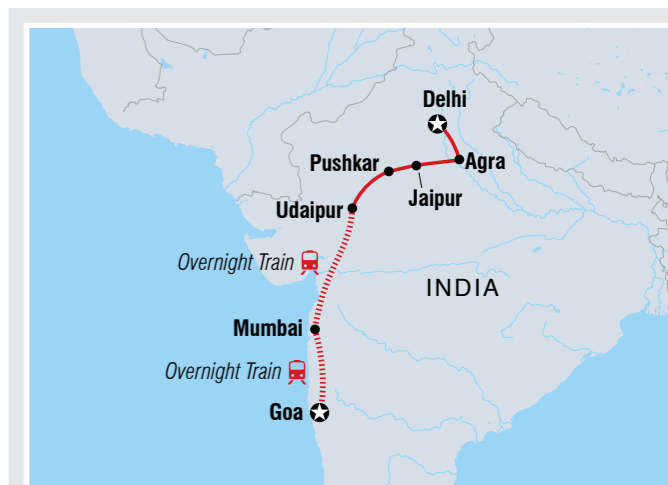 Delhi
Agra
Pushkar
Jaipur
Udaipur
Overnight Train
INDIA
Mumbai
Overnight Train
Goa